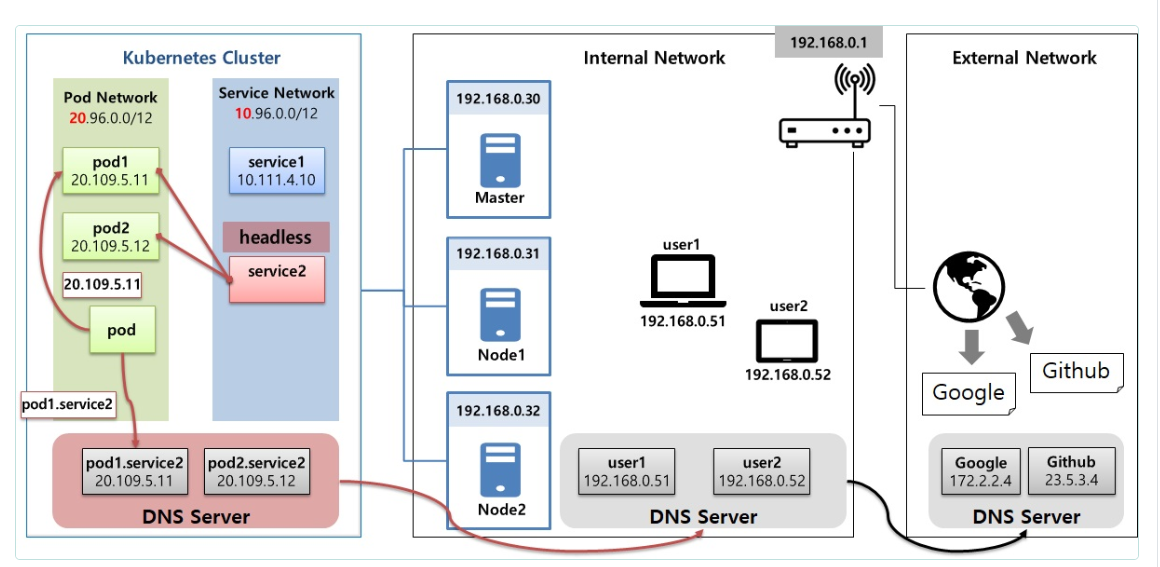 Kubernetes Cluster
Pod Network
20.96.0.0/12
Service Network
10.96.0.0/12
pod1
20.109.5.11
pod2
20.109.5.12
20.109.5.11
pod
pod1.service2
service1
10.111.4.10
headless
service2
pod1.service2
20.109.5.11
pod2.service2
20.109.5.12
DNS Server
Internal Network
192.168.0.1
192.168.0.30
Master
192.168.0.31
Node1
192.168.0.32
Node2
user1
192.168.0.51
user2
192.168.0.52
user1
192.168.0.51
user2
192.168.0.52
DNS Server
External Network
Google
Github
Google
172.2.2.4
Github
23.5.3.4
DNS Server